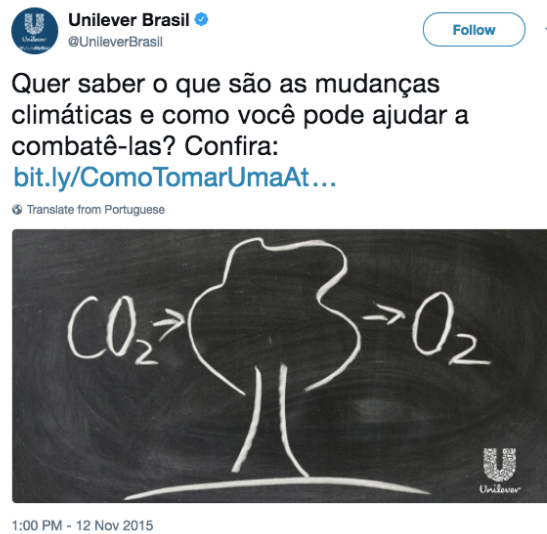 Unilever Brasil
@UnileverBrasil
Follow
Quer saber o que são as mudanças
climáticas e como você pode ajudar a
combatê-las? Confira:
bit.ly/ComoTomarUmaAt…
Translate from Portuguese
CO₂ → → O₂
Unilever
1:00 PM - 12 Nov 2015